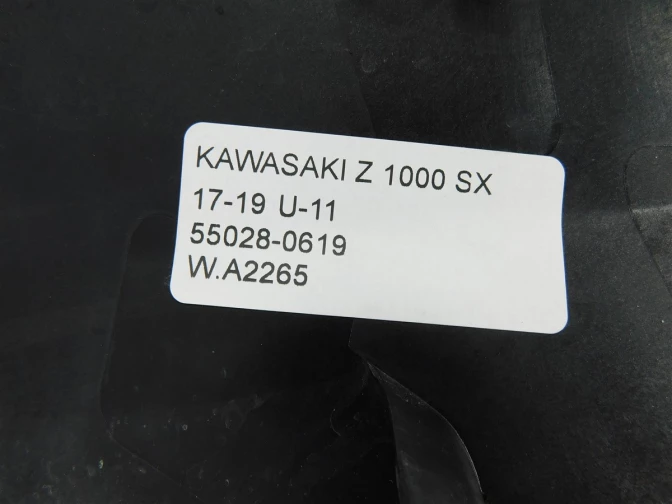 KAWASAKI Z 1000 SX
17-19 U-11
55028-0619
W.A2265